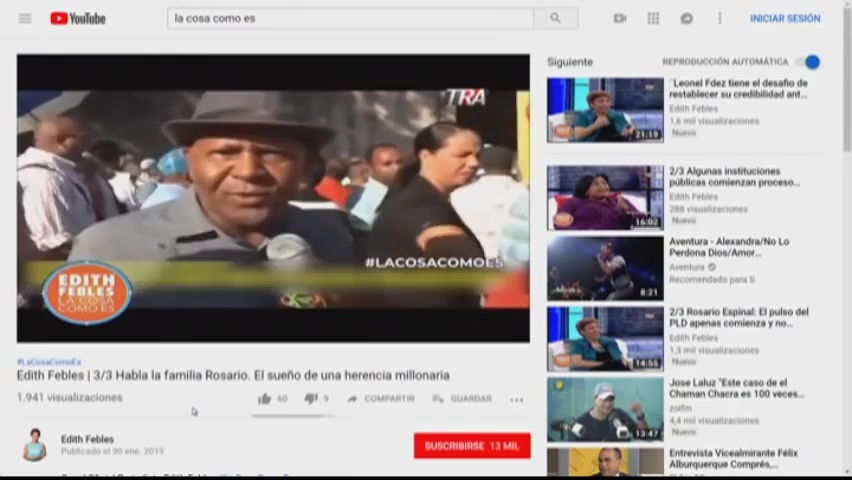 YouTube
la cosa como es
INICIAR SESIÓN
TRA
#LACOSACOMOES
EDITH
FEBLES
LA COSA
COMO ES
#LaCosaComoEs
Edith Febles | 3/3 Habla la familia Rosario. El sueño de una herencia millonaria
1.941 visualizaciones
60
9
COMPARTIR
GUARDAR
Edith Febles
Publicado el 30 ene. 2019
SUSCRIBIRSE 13 MIL
Siguiente
REPRODUCCIÓN AUTOMÁTICA
"Leonel Fdez tiene el desafio de
restablecer su credibilidad ant...
Edith Febles
1,6 mil visualizaciones
Nuevo
21:19
2/3 Algunas instituciones
públicas comienzan proceso...
Edith Febles
288 visualizaciones
Nuevo
16:02
Aventura - Alexandra/No Lo
Perdona Dios/Amor...
Aventura
Recomendado para ti
8:21
2/3 Rosario Espinal: El pulso del
PLD apenas comienza y no...
Edith Febles
1,3 mil visualizaciones
Nuevo
14:55
Jose Laluz "Este caso de el
Chaman Chacra es 100 veces...
zolfm
4,4 mil visualizaciones
Nuevo
13:47
Entrevista Vicealmirante Félix
Alburquerque Comprés,...